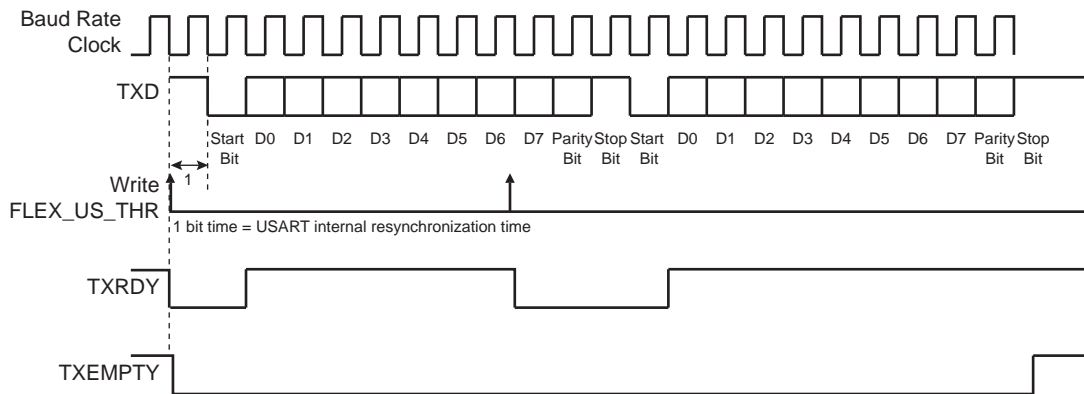 Baud Rate
Clock
TXD
Start D0 D1 D2 D3 D4 D5 D6 D7 Parity Stop Start D0 D1 D2 D3 D4 D5 D6 D7 Parity Stop
Bit Bit Bit Bit Bit Bit
1
Write
FLEX_US_THR
1 bit time = USART internal resynchronization time
TXRDY
TXEMPTY